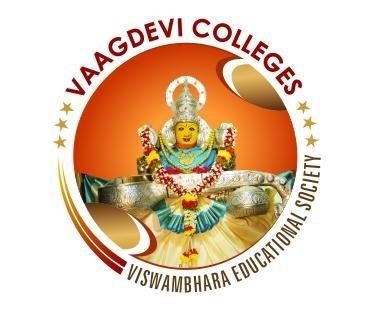 VAAGDEVI COLLEGES
VISWAMBHARA EDUCATIONAL SOCIETY